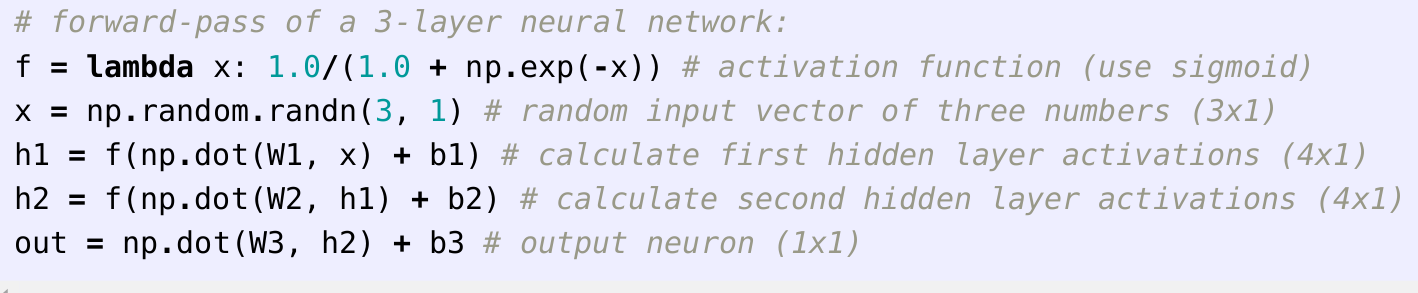 # forward-pass of a 3-layer neural network:
f = lambda x: 1.0/(1.0 + np.exp(-x)) # activation function (use sigmoid)
x = np.random.randn(3, 1) # random input vector of three numbers (3x1)
h1 = f(np.dot(W1, x) + b1) # calculate first hidden layer activations (4x1)
h2 = f(np.dot(W2, h1) + b2) # calculate second hidden layer activations (4x1)
out = np.dot(W3, h2) + b3 # output neuron (1x1)